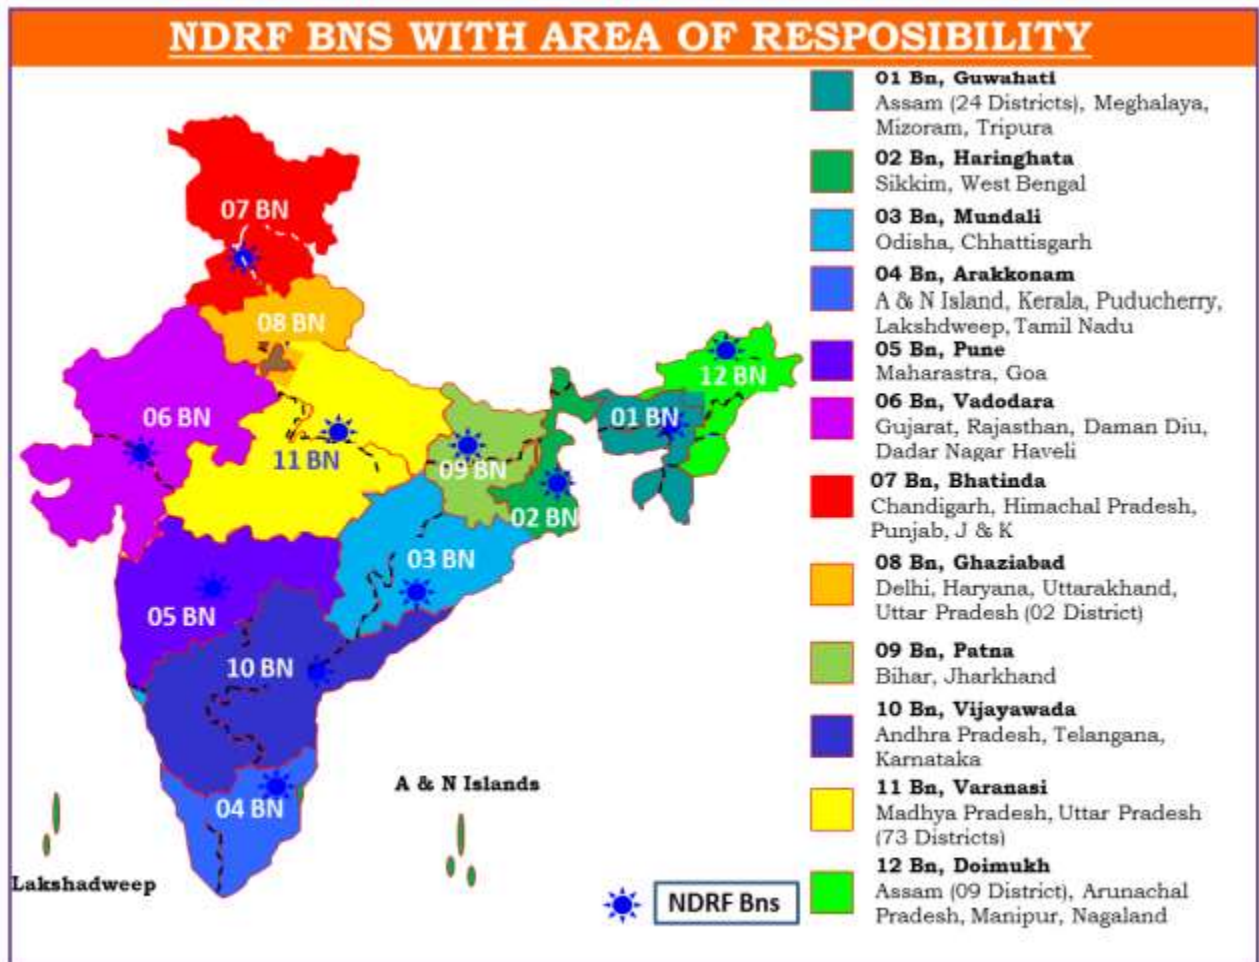 NDRF BNS WITH AREA OF RESPOSIBILITY
01 Bn, Guwahati
Assam (24 Districts), Meghalaya,
Mizoram, Tripura
02 Bn, Haringhata
Sikkim, West Bengal
03 Bn, Mundali
Odisha, Chhattisgarh
04 Bn, Arakkonam
A & N Island, Kerala, Puducherry,
Lakshdweep, Tamil Nadu
05 Bn, Pune
Maharastra, Goa
06 Bn, Vadodara
Gujarat, Rajasthan, Daman Diu,
Dadar Nagar Haveli
07 Bn, Bhatinda
Chandigarh, Himachal Pradesh,
Punjab, J & K
08 Bn, Ghaziabad
Delhi, Haryana, Uttarakhand,
Uttar Pradesh (02 District)
09 Bn, Patna
Bihar, Jharkhand
10 Bn, Vijayawada
Andhra Pradesh, Telangana,
Karnataka
11 Bn, Varanasi
Madhya Pradesh, Uttar Pradesh
(73 Districts)
12 Bn, Doimukh
Assam (09 District), Arunachal
Pradesh, Manipur, Nagaland
07 BN
08 BN
12 BN
06 BN
01 BN
11 BN
09 BN
02 BN
03 BN
05 BN
10 BN
04 BN
A & N Islands
Lakshadweep
NDRF Bns